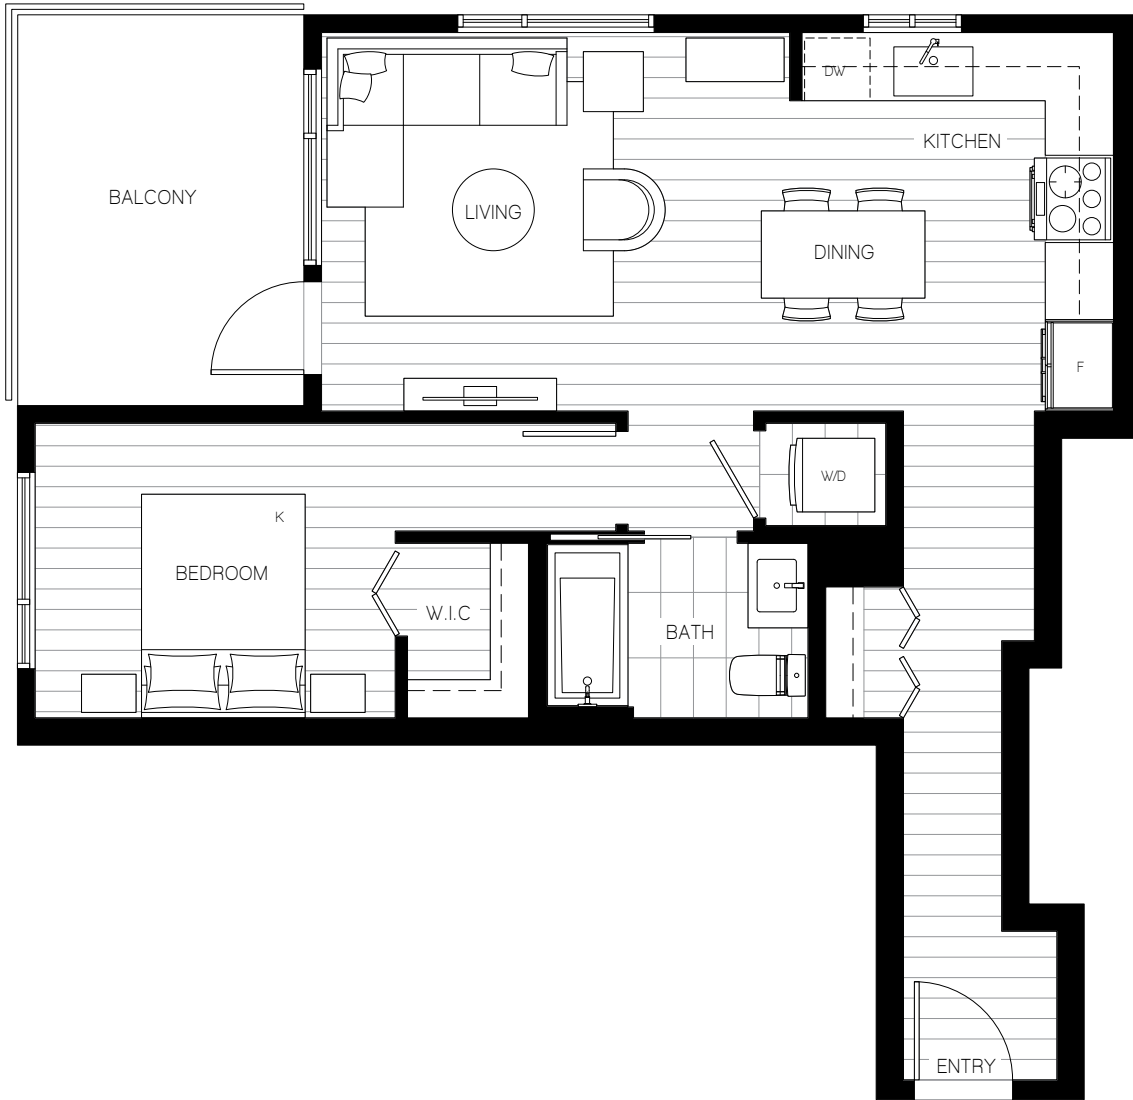 DW
KITCHEN
BALCONY
LIVING
DINING
F
W/D
K
BEDROOM
W.I.C
BATH
ENTRY